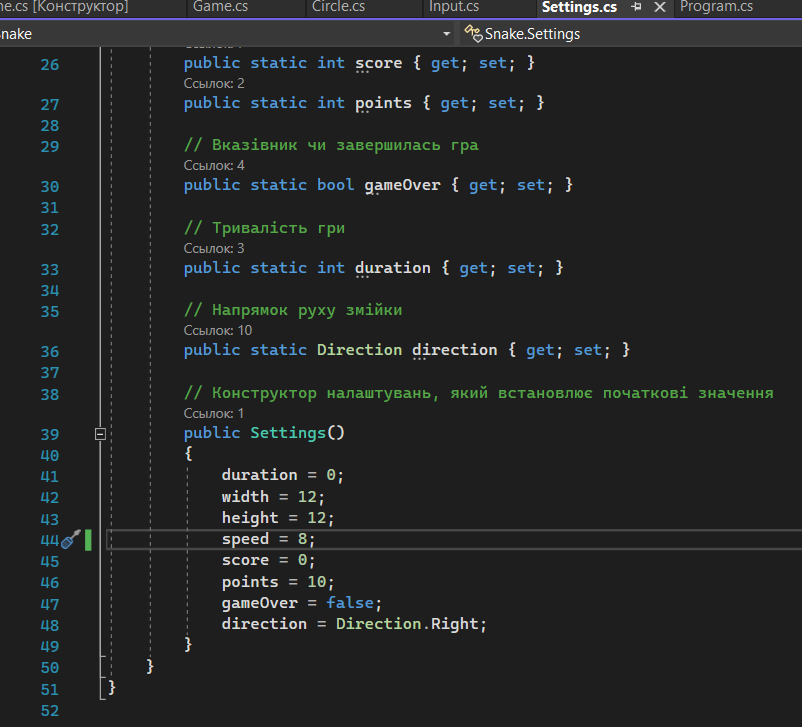 ne.cs [Конструктор] Game.cs Circle.cs Input.cs Settings.cs Program.cs
nake Snake.Settings
26 public static int score { get; set; }
Ссылок: 2
27 public static int points { get; set; }
28
29 // Вказівник чи завершилась гра
Ссылок: 4
30 public static bool gameOver { get; set; }
31
32 // Тривалість гри
Ссылок: 3
33 public static int duration { get; set; }
34
35 // Напрямок руху змійки
Ссылок: 10
36 public static Direction direction { get; set; }
37
38 // Конструктор налаштувань, який встановлює початкові значення
Ссылок: 1
39 public Settings()
40 {
41 duration = 0;
42 width = 12;
43 height = 12;
44 speed = 8;
45 score = 0;
46 points = 10;
47 gameOver = false;
48 direction = Direction.Right;
49 }
50 }
51 }
52